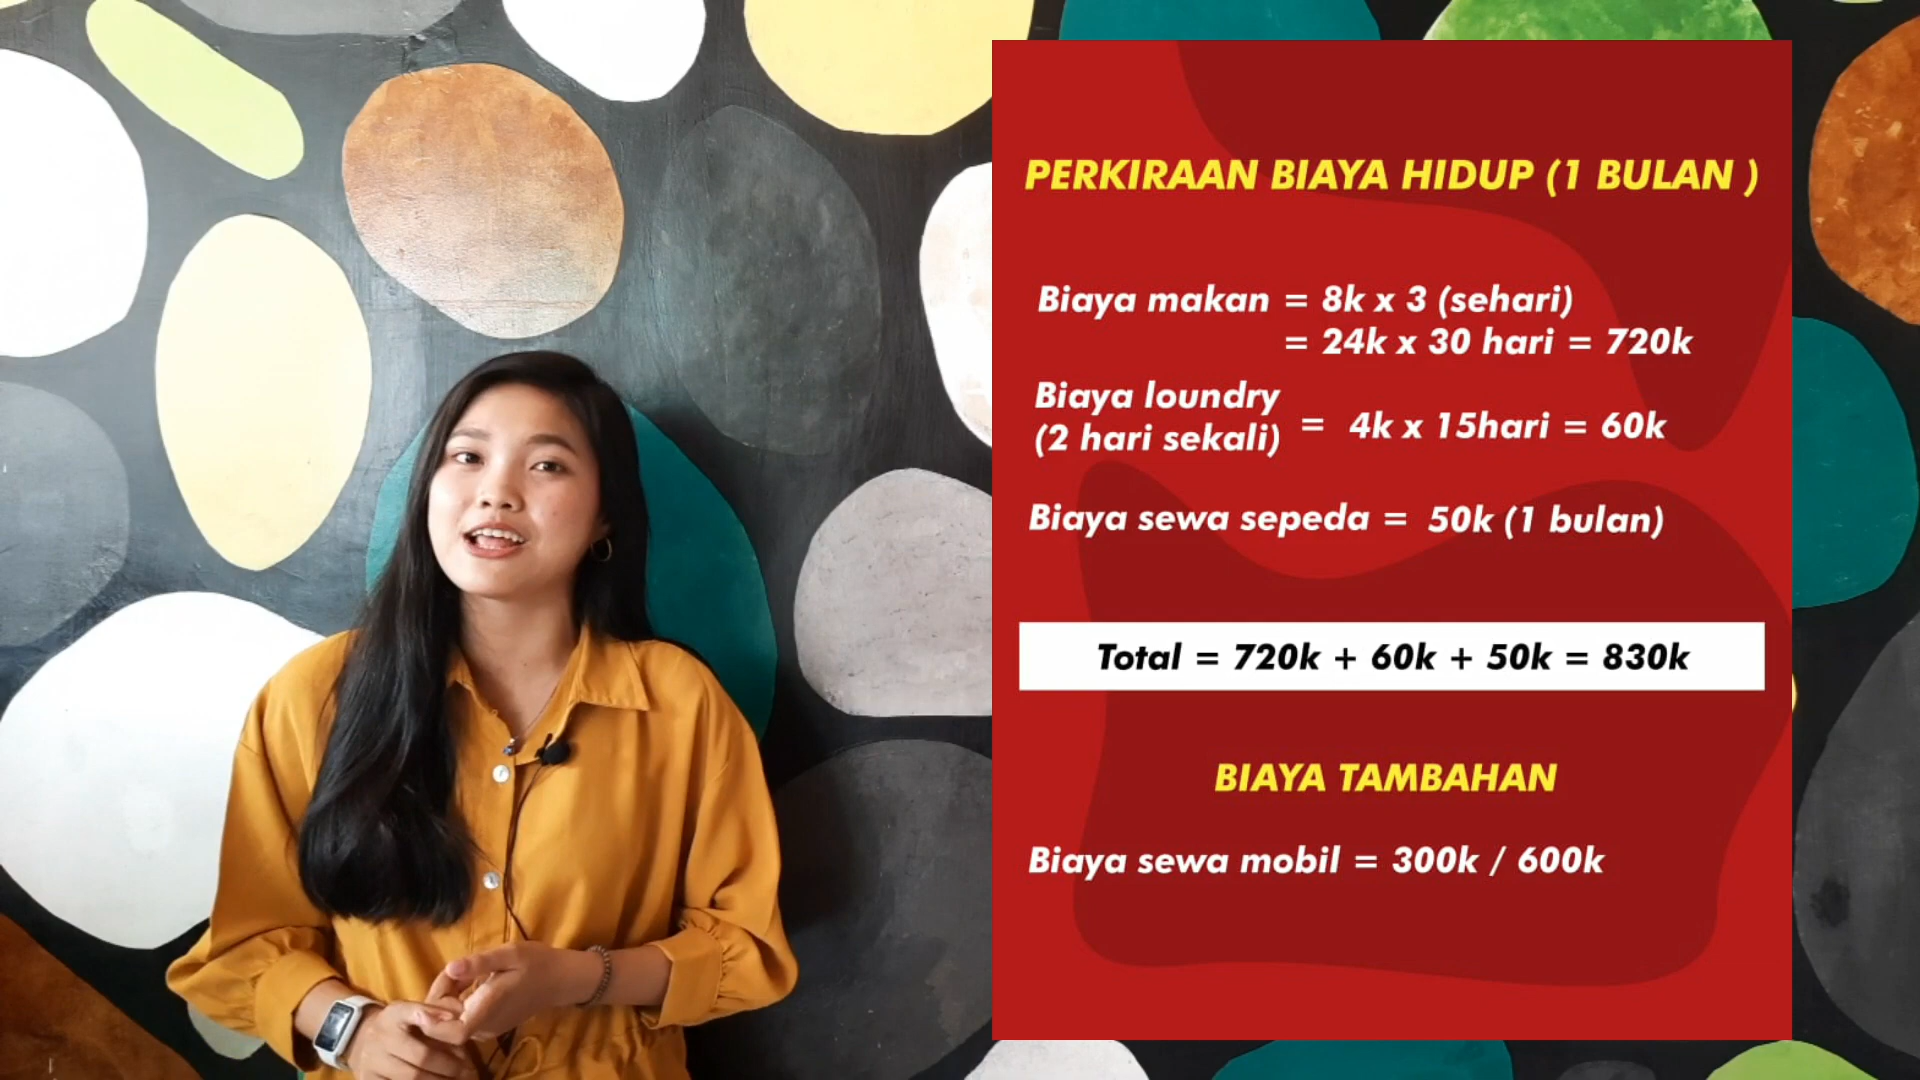 PERKIRAAN BIAYA HIDUP (1 BULAN )
Biaya makan = 8k x 3 (sehari)
= 24k x 30 hari = 720k
Biaya loundry
(2 hari sekali) = 4k x 15hari = 60k
Biaya sewa sepeda = 50k (1 bulan)
Total = 720k + 60k + 50k = 830k
BIAYA TAMBAHAN
Biaya sewa mobil = 300k / 600k